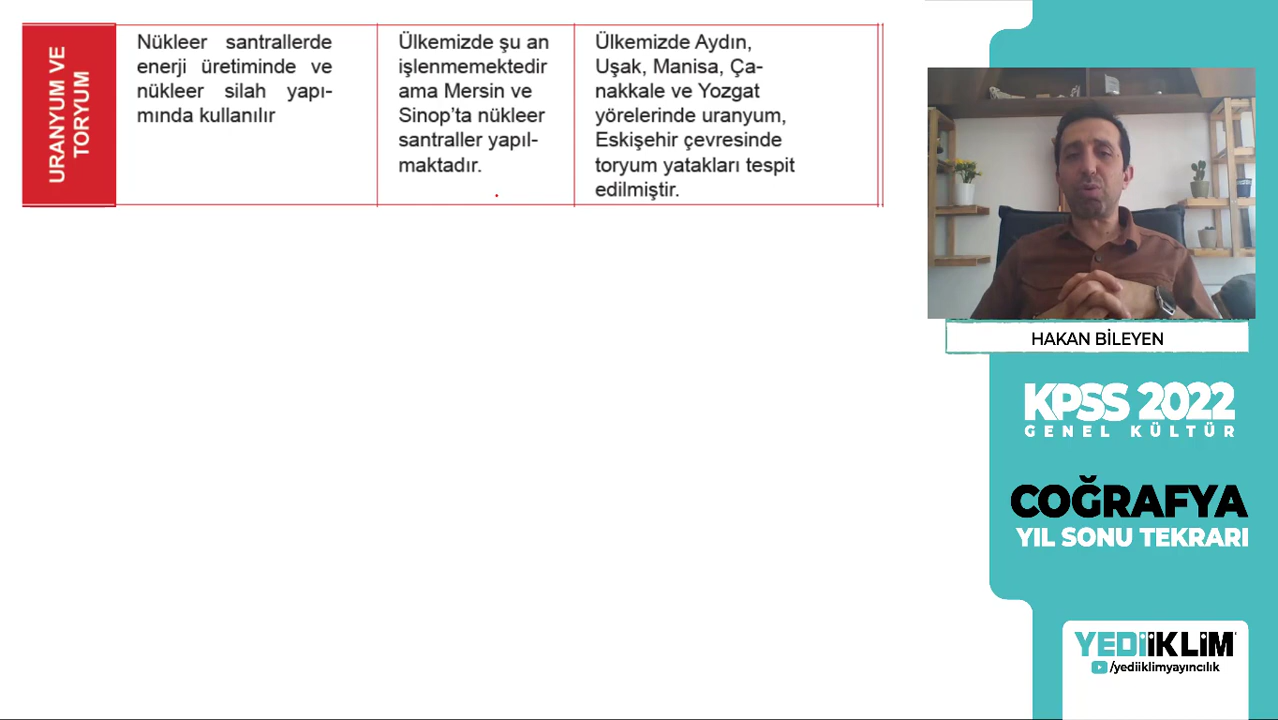 URANYUM VE
TORYUM
Nükleer santrallerde
enerji üretiminde ve
nükleer silah yapı-
mında kullanılır
Ülkemizde şu an
işlenmemektedir
ama Mersin ve
Sinop’ta nükleer
santraller yapıl-
maktadır.
Ülkemizde Aydın,
Uşak, Manisa, Ça-
nakkale ve Yozgat
yörelerinde uranyum,
Eskişehir çevresinde
toryum yatakları tespit
edilmiştir.
HAKAN BİLEYEN
KPSS 2022
GENEL KÜLTÜR
COĞRAFYA
YIL SONU TEKRARI
YEDİİKLİM
/yediiklimyayıncılık